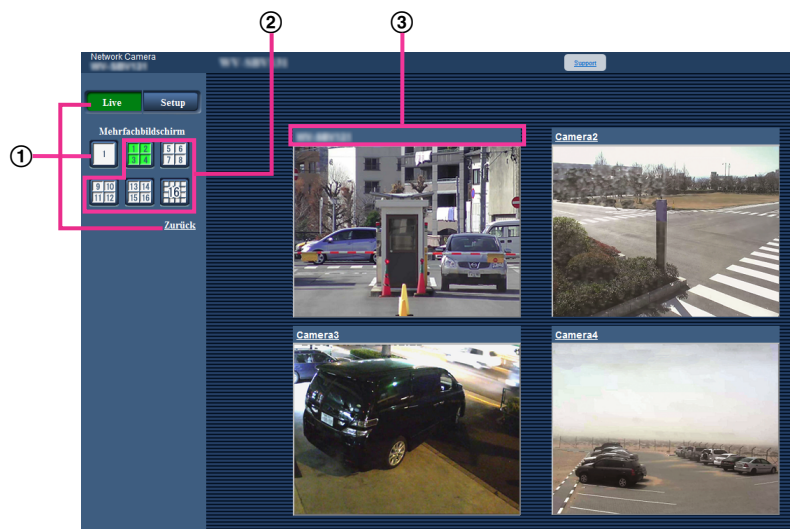 ① ② ③
Network Camera
Support
Live Setup
Mehrfachbildschirm
1
1 2
3 4
5 6
7 8
9 10
11 12
13 14
15 16
16
Zurück
Camera2
Camera3
Camera4